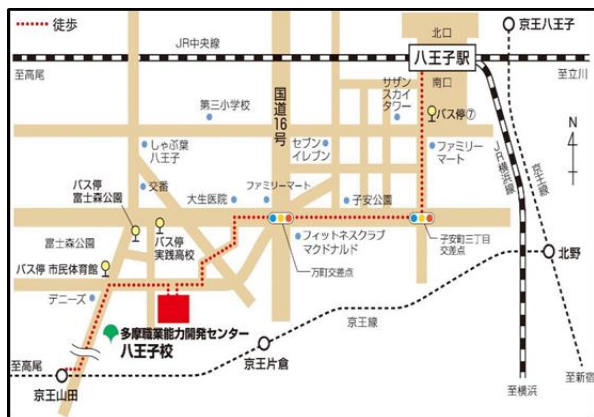 徒歩
北口
京王八王子
JR中央線
八王子駅
至高尾
至立川
サザン
スカイ
タワー
南口
国道16号
第三小学校
バス停⑦
N
しゃぶ葉
八王子
セブン
イレブン
ファミリー
マート
JR横浜線
京王線
バス停
富士森公園
交番
大生医院
ファミリーマート
子安公園
富士森公園
バス停
実践高校
フィットネスクラブ
マクドナルド
子安町三丁目
交差点
万町交差点
北野
バス停 市民体育館
デニーズ
多摩職業能力開発センター
八王子校
京王線
至高尾
京王片倉
京王山田
至横浜
至新宿